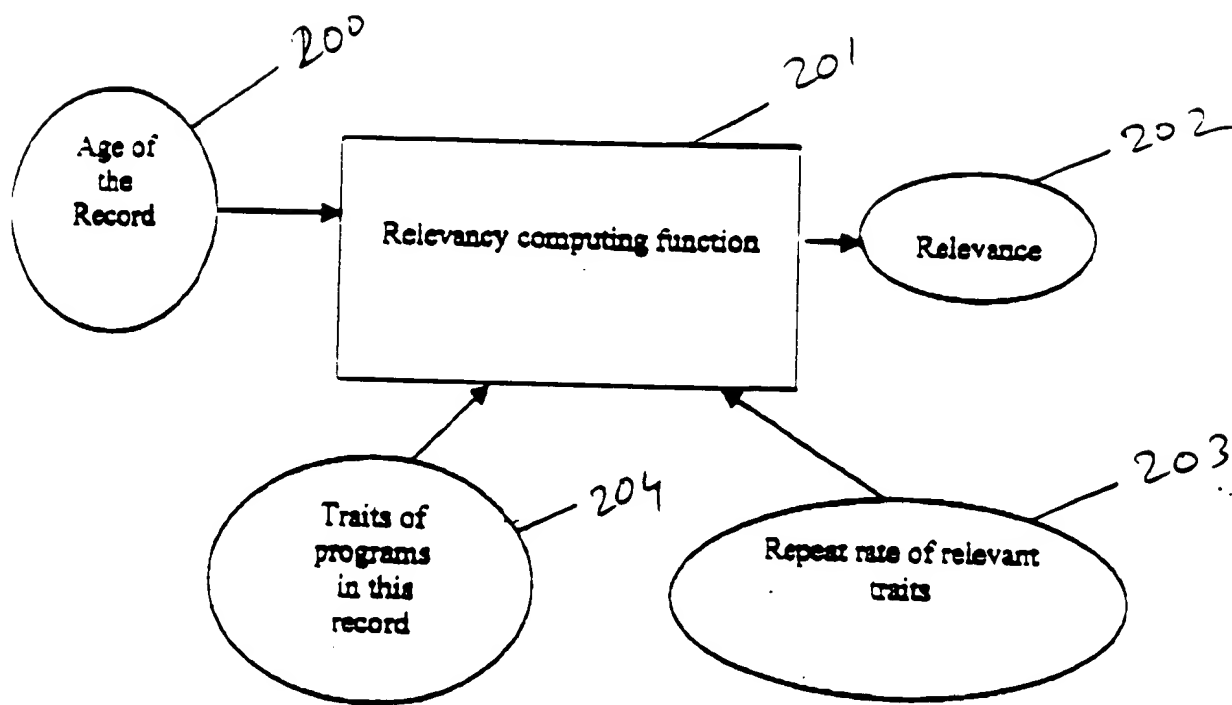 200
201
202
Age of
the
Record
Relevancy computing function
Relevance
Traits of
programs
in this
record
204
Repeat rate of relevant
traits
203